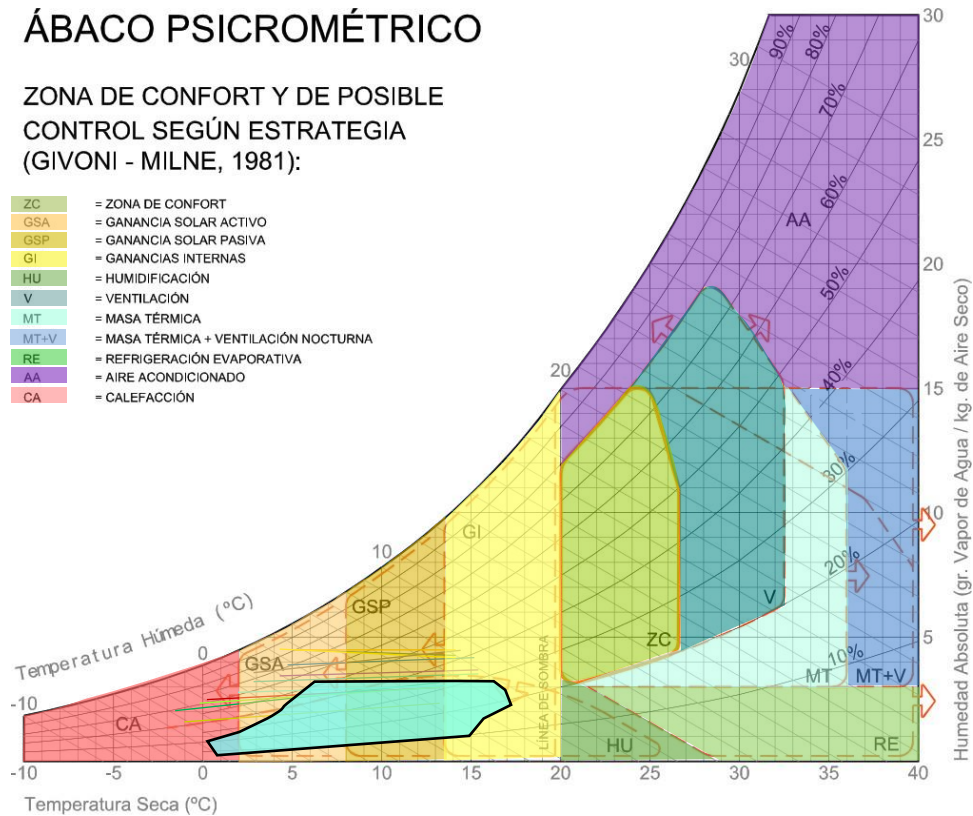 ÁBACO PSICROMÉTRICO
ZONA DE CONFORT Y DE POSIBLE
CONTROL SEGÚN ESTRATEGIA
(GIVONI - MILNE, 1981):
ZC = ZONA DE CONFORT
GSA = GANANCIA SOLAR ACTIVO
GSP = GANANCIA SOLAR PASIVA
GI = GANANCIAS INTERNAS
HU = HUMIDIFICACIÓN
V = VENTILACIÓN
MT = MASA TÉRMICA
MT+V = MASA TÉRMICA + VENTILACIÓN NOCTURNA
RE = REFRIGERACIÓN EVAPORATIVA
AA = AIRE ACONDICIONADO
CA = CALEFACCIÓN
90%
80%
70%
60%
50%
40%
30%
20%
10%
30
20
10
0
-10
Temperatura Húmeda (ºC)
AA
GI
GSP
GSA
CA
ZC
V
MT
MT+V
HU
RE
LINEA DE SOMBRA
30
25
20
15
10
5
Humedad Absoluta (gr. Vapor de Agua / kg. de Aire Seco)
-10 -5 0 5 10 15 20 25 30 35 40
Temperatura Seca (ºC)